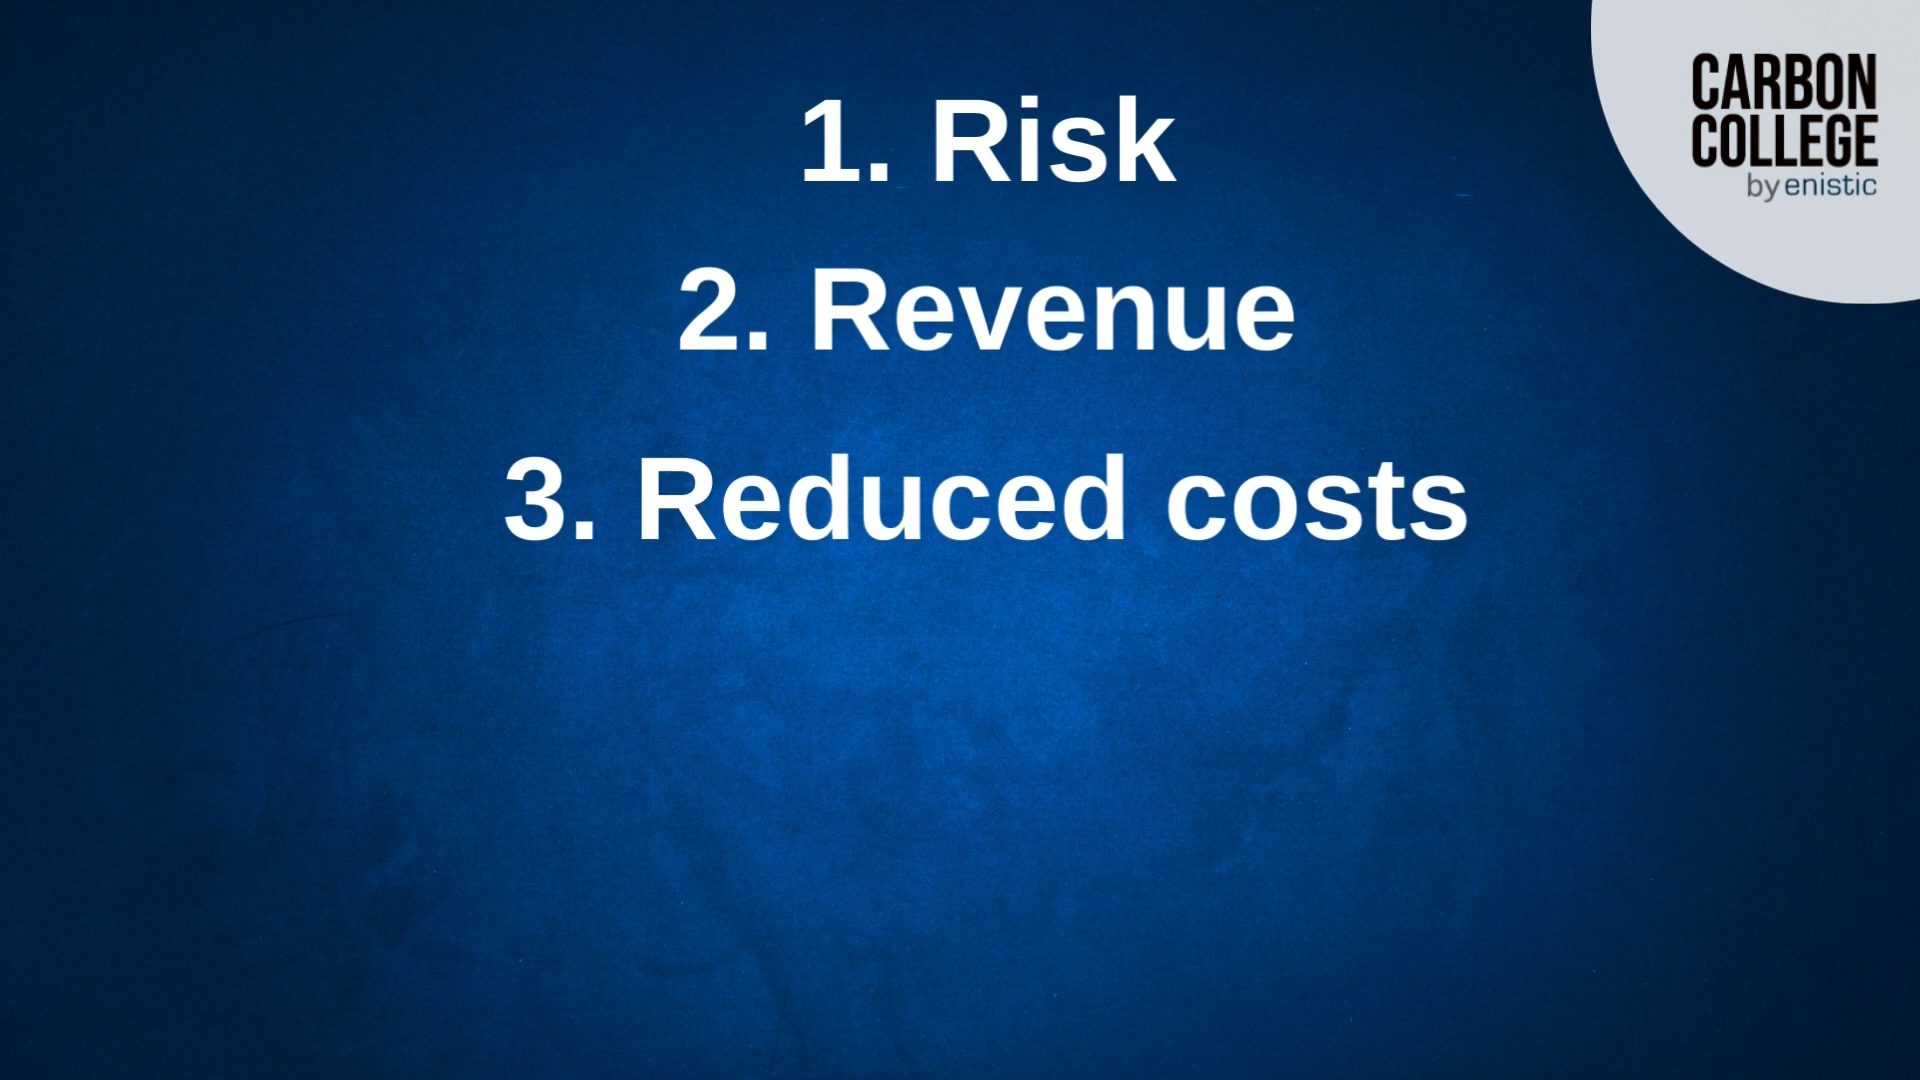 1. Risk
2. Revenue
3. Reduced costs
CARBON
COLLEGE
by enistic